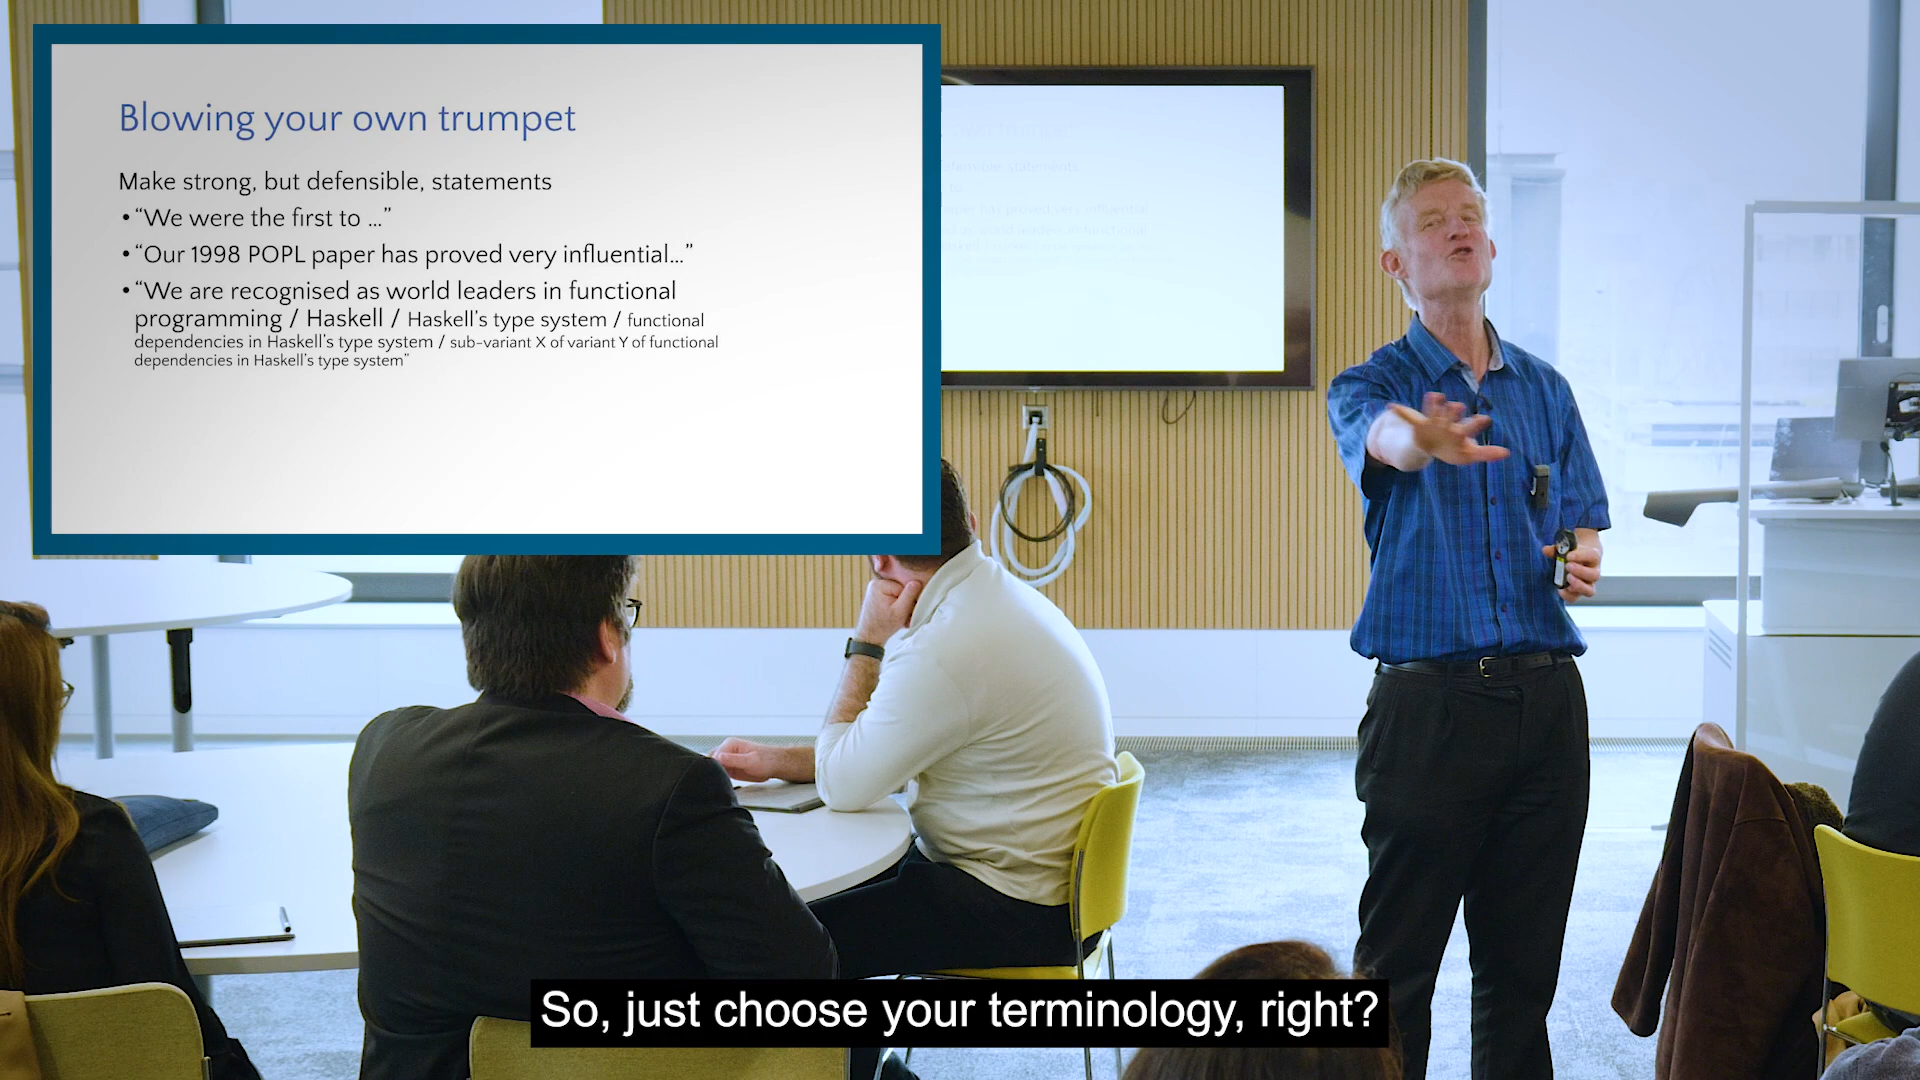 Blowing your own trumpet
Make strong, but defensible, statements
• “We were the first to ...”
• “Our 1998 POPL paper has proved very influential...”
• “We are recognised as world leaders in functional
programming / Haskell / Haskell’s type system / functional
dependencies in Haskell’s type system / sub-variant X of variant Y of functional
dependencies in Haskell’s type system”
So, just choose your terminology, right?